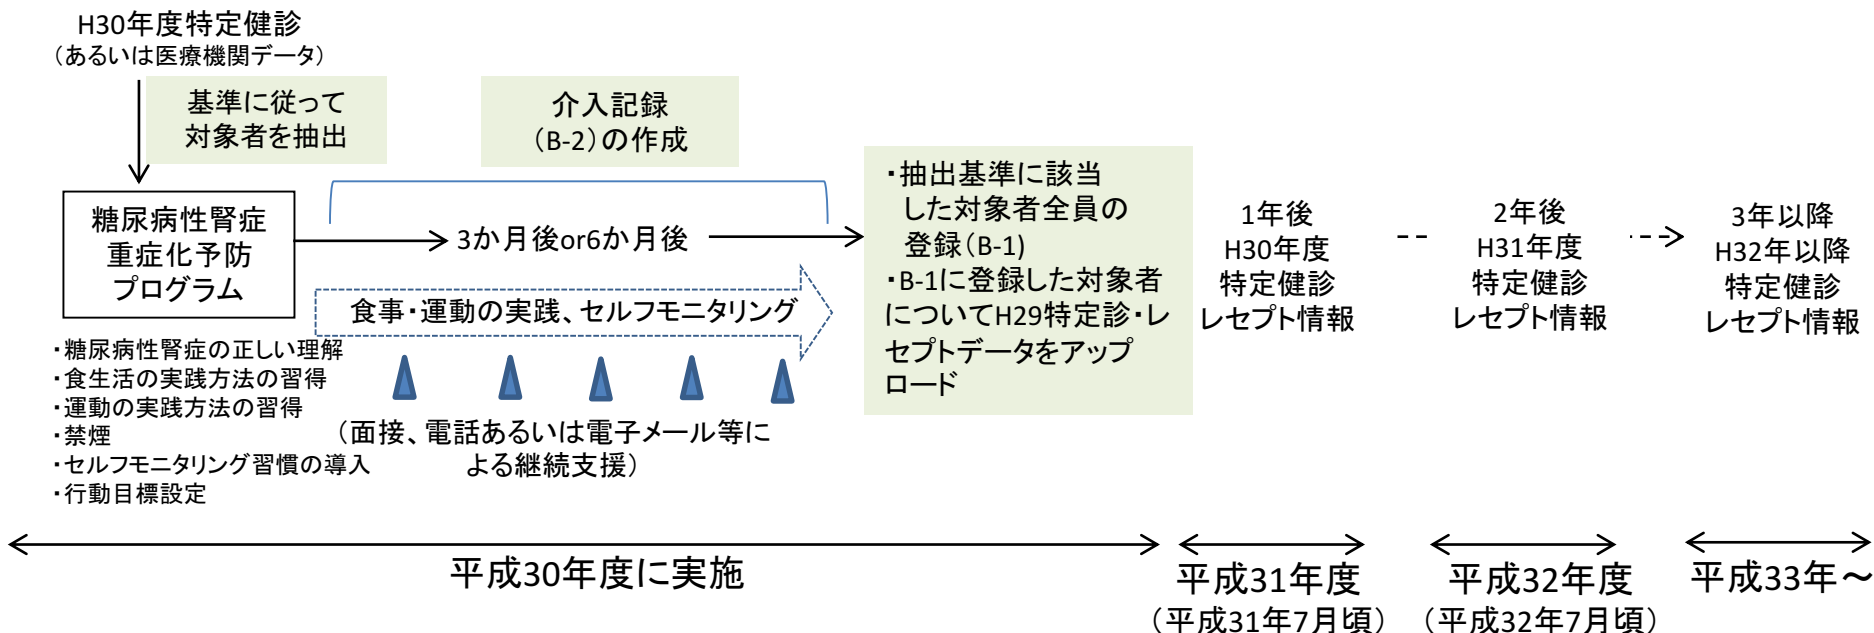 H30年度特定健診
（あるいは医療機関データ）
基準に従って
対象者を抽出
介入記録
（B-2）の作成
糖尿病性腎症
重症化予防
プログラム
3か月後or6か月後
食事・運動の実践、セルフモニタリング
・糖尿病性腎症の正しい理解
・食生活の実践方法の習得
・運動の実践方法の習得
・禁煙
・セルフモニタリング習慣の導入
・行動目標設定
（面接、電話あるいは電子メール等に
よる継続支援）
・抽出基準に該当
した対象者全員の
登録（B-1)
・B-1に登録した対象者
についてH29特定診・レ
セプトデータをアップ
ロード
1年後
H30年度
特定健診
レセプト情報
2年後
H31年度
特定健診
レセプト情報
3年以降
H32年以降
特定健診
レセプト情報
平成30年度に実施
平成31年度
（平成31年7月頃）
平成32年度
（平成32年7月頃）
平成33年～